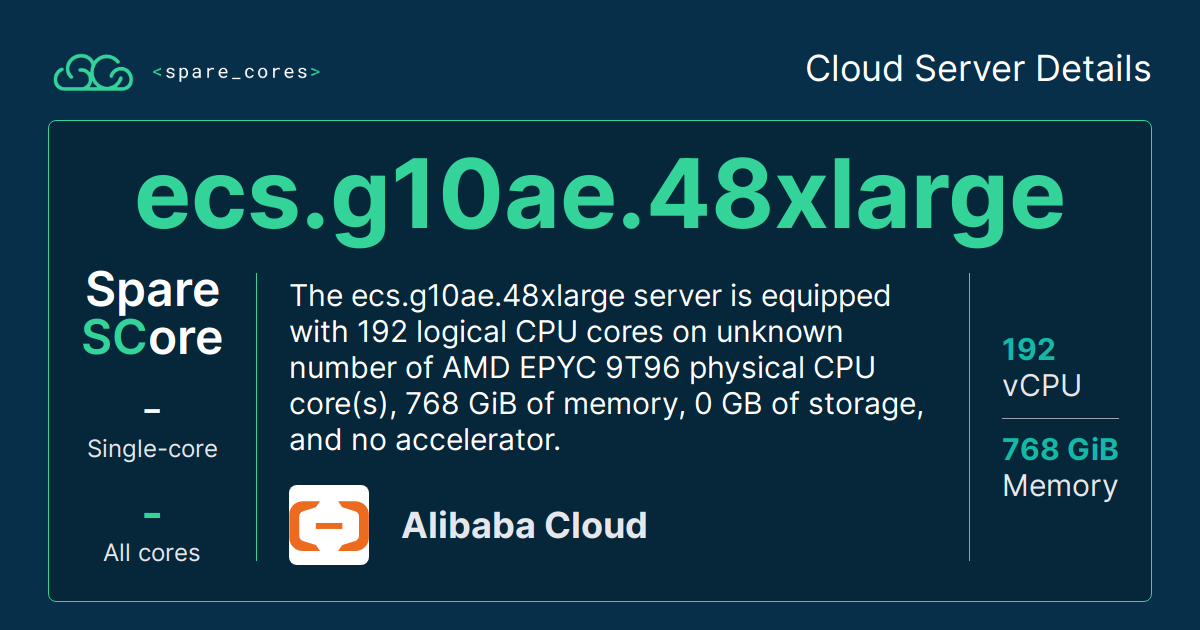 <spare_cores>
Cloud Server Details
ecs.g10ae.48xlarge
Spare
SCore
–
Single-core
–
All cores
The ecs.g10ae.48xlarge server is equipped
with 192 logical CPU cores on unknown
number of AMD EPYC 9T96 physical CPU
core(s), 768 GiB of memory, 0 GB of storage,
and no accelerator.
Alibaba Cloud
192
vCPU
768 GiB
Memory